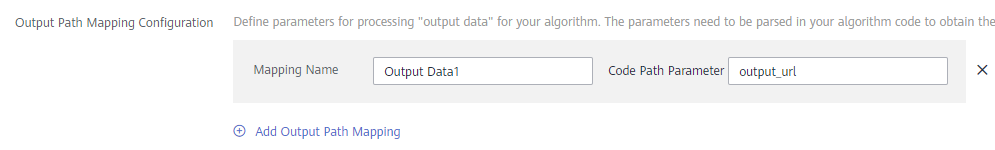 Output Path Mapping Configuration Define parameters for processing "output data" for your algorithm. The parameters need to be parsed in your algorithm code to obtain the
Mapping Name Output Data1 Code Path Parameter output_url
Add Output Path Mapping